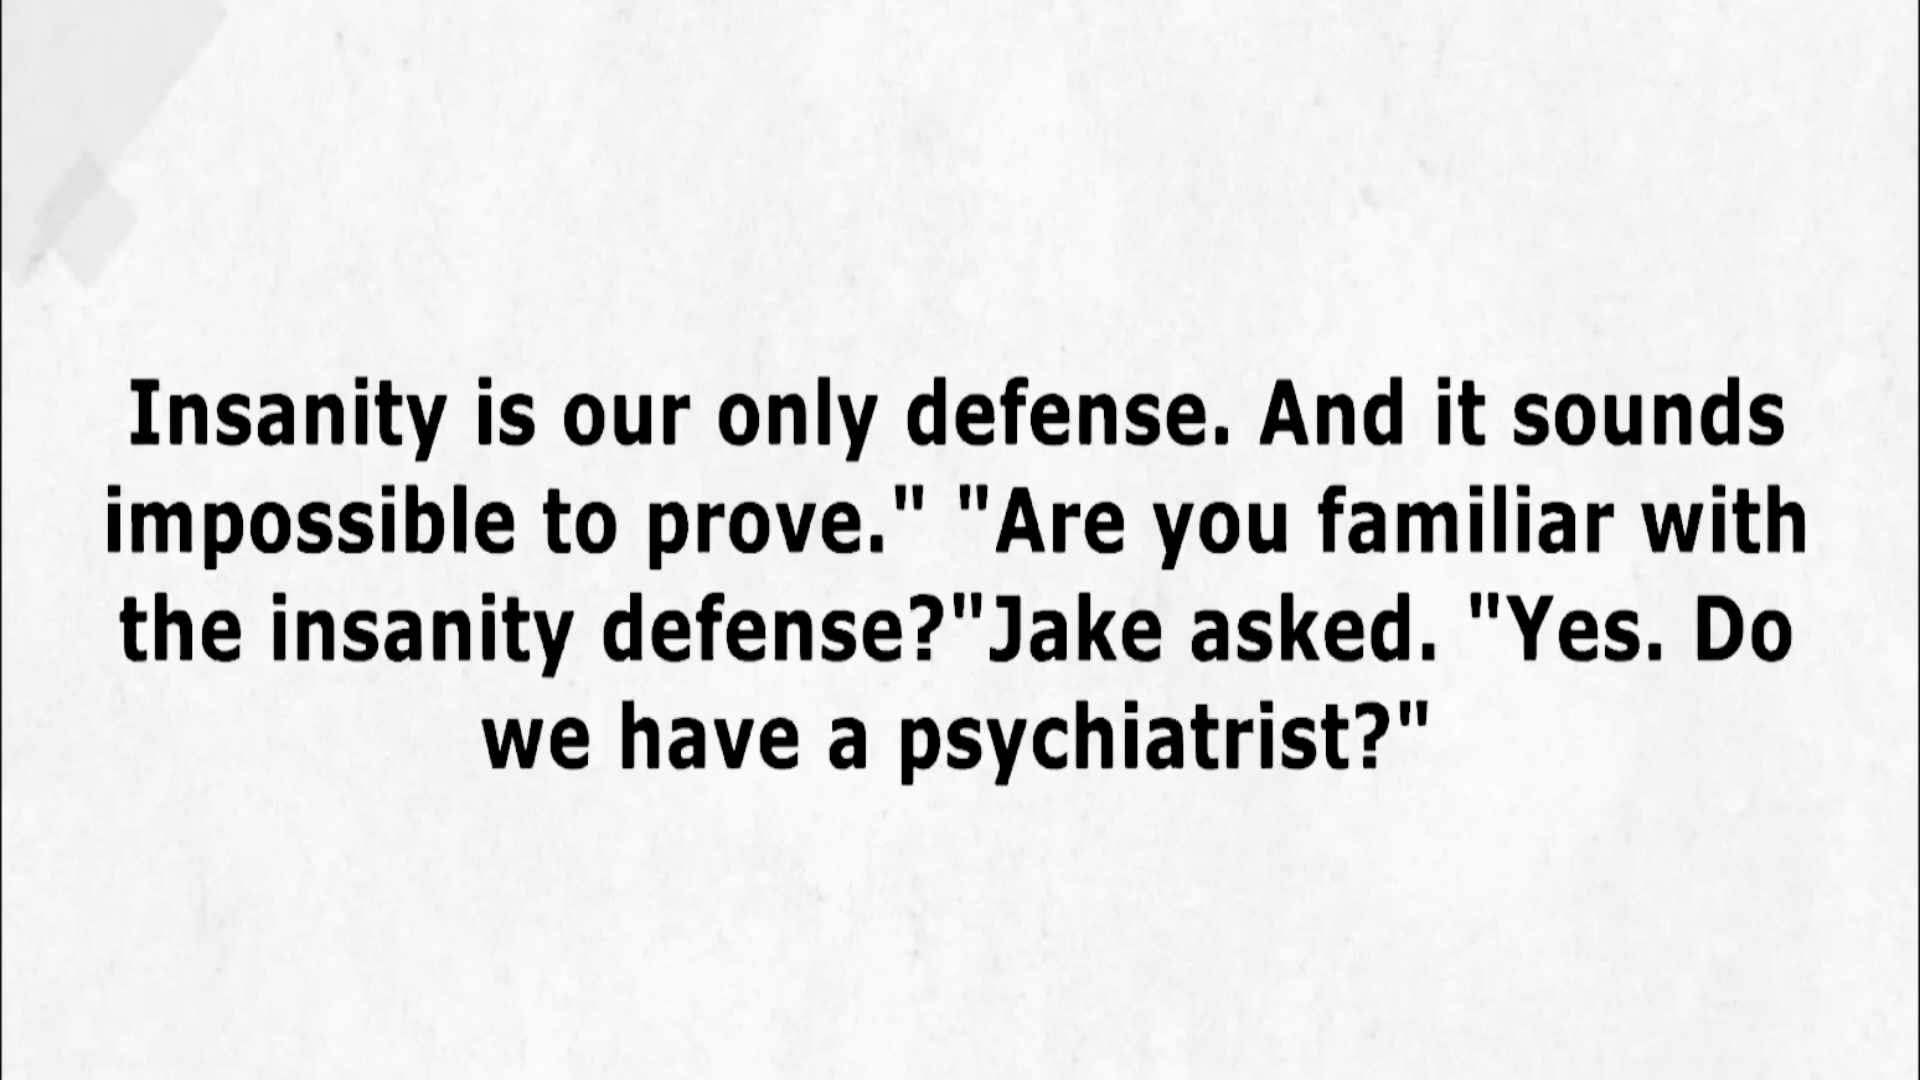 Insanity is our only defense. And it sounds
impossible to prove." "Are you familiar with
the insanity defense?"Jake asked. "Yes. Do
we have a psychiatrist?"